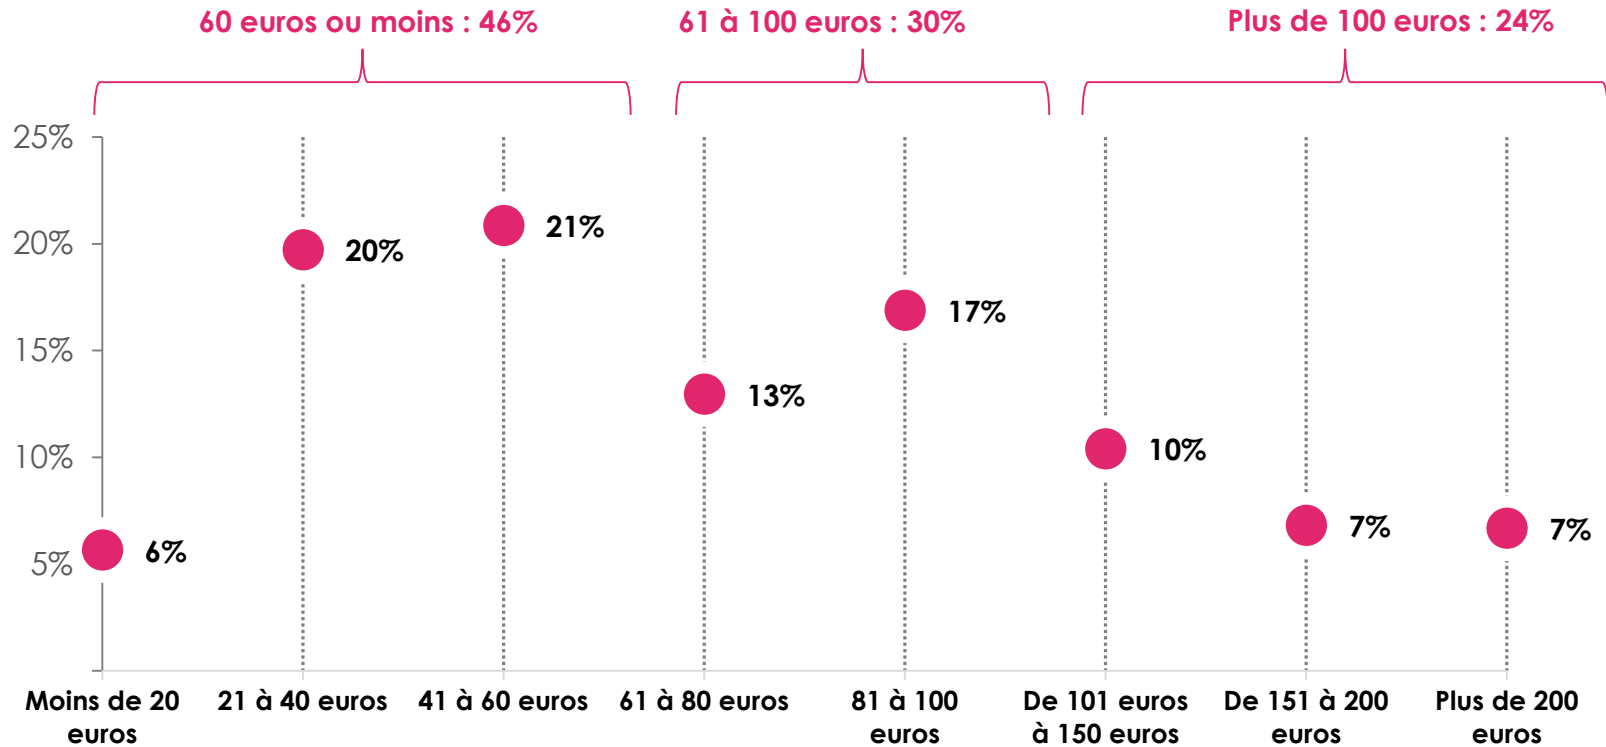 60 euros ou moins : 46%
61 à 100 euros : 30%
Plus de 100 euros : 24%
25%
20%
15%
10%
5%
6%
20%
21%
13%
17%
10%
7%
7%
Moins de 20
euros
21 à 40 euros
41 à 60 euros
61 à 80 euros
81 à 100
euros
De 101 euros
à 150 euros
De 151 à 200
euros
Plus de 200
euros